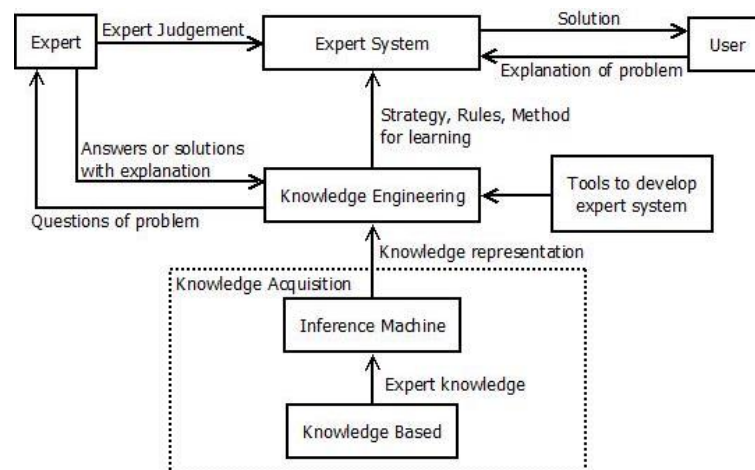 Expert
Expert Judgement
Expert System
Solution
User
Explanation of problem
Strategy, Rules, Method
for learning
Answers or solutions
with explanation
Knowledge Engineering
Tools to develop
expert system
Questions of problem
Knowledge representation
Knowledge Acquisition
Inference Machine
Expert knowledge
Knowledge Based